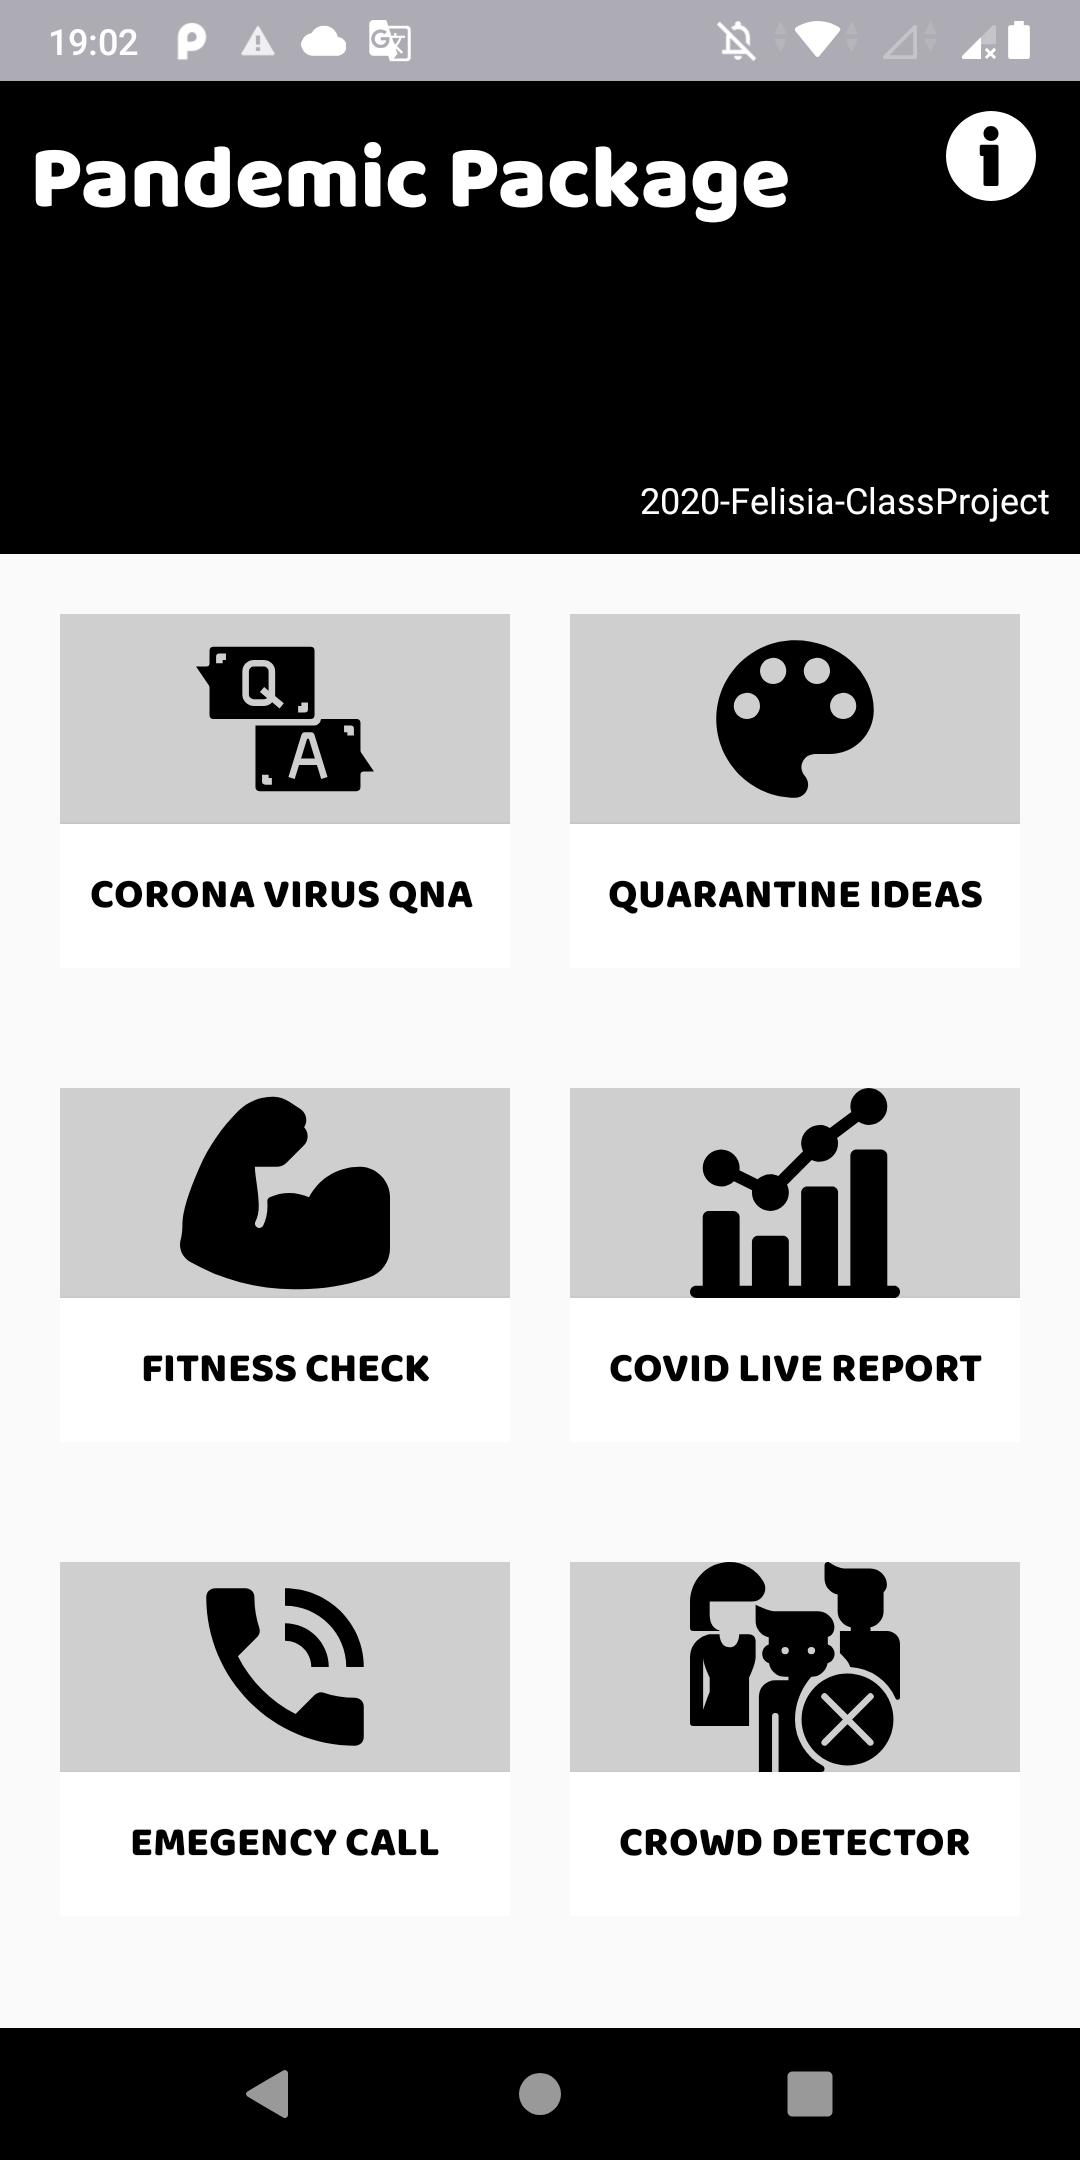 19:02
Pandemic Package
2020-Felisia-ClassProject
Q
A
CORONA VIRUS QNA
QUARANTINE IDEAS
FITNESS CHECK
COVID LIVE REPORT
EMEGENCY CALL
CROWD DETECTOR